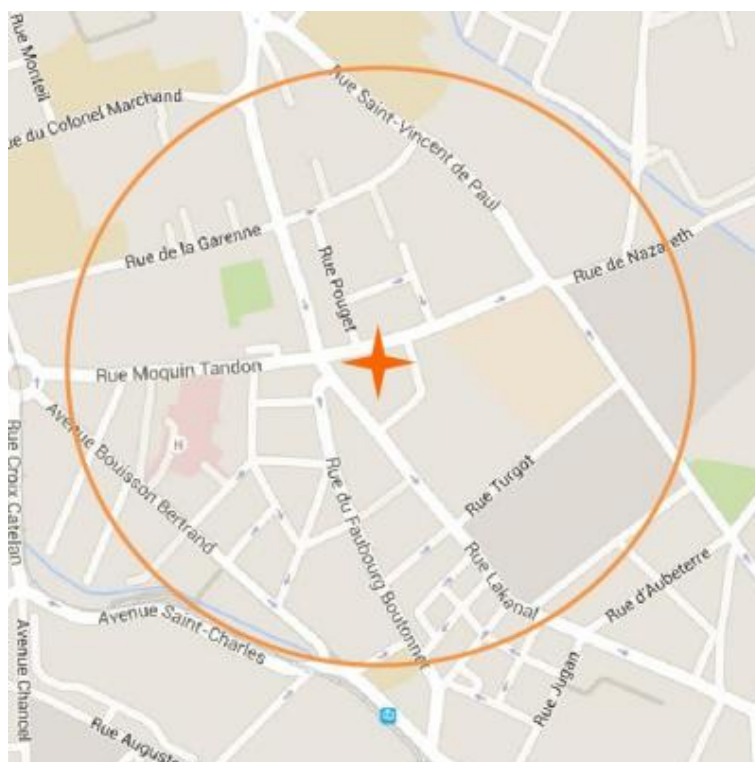 Rue Monteil
Rue du Colonel Marchand
Rue Saint-Vincent de Paul
Rue de la Garenne
Rue Pouget
Rue de Nazareth
Rue Moquin Tandon
H
Avenue Bouisson Bertrand
Rue Croix Catelan
Rue du Faubourg Boutonnet
Rue Turgot
Rue Lakanal
Rue d'Aubeterre
Avenue Saint-Charles
Avenue Chancel
Rue Jugan
Rue Auguste